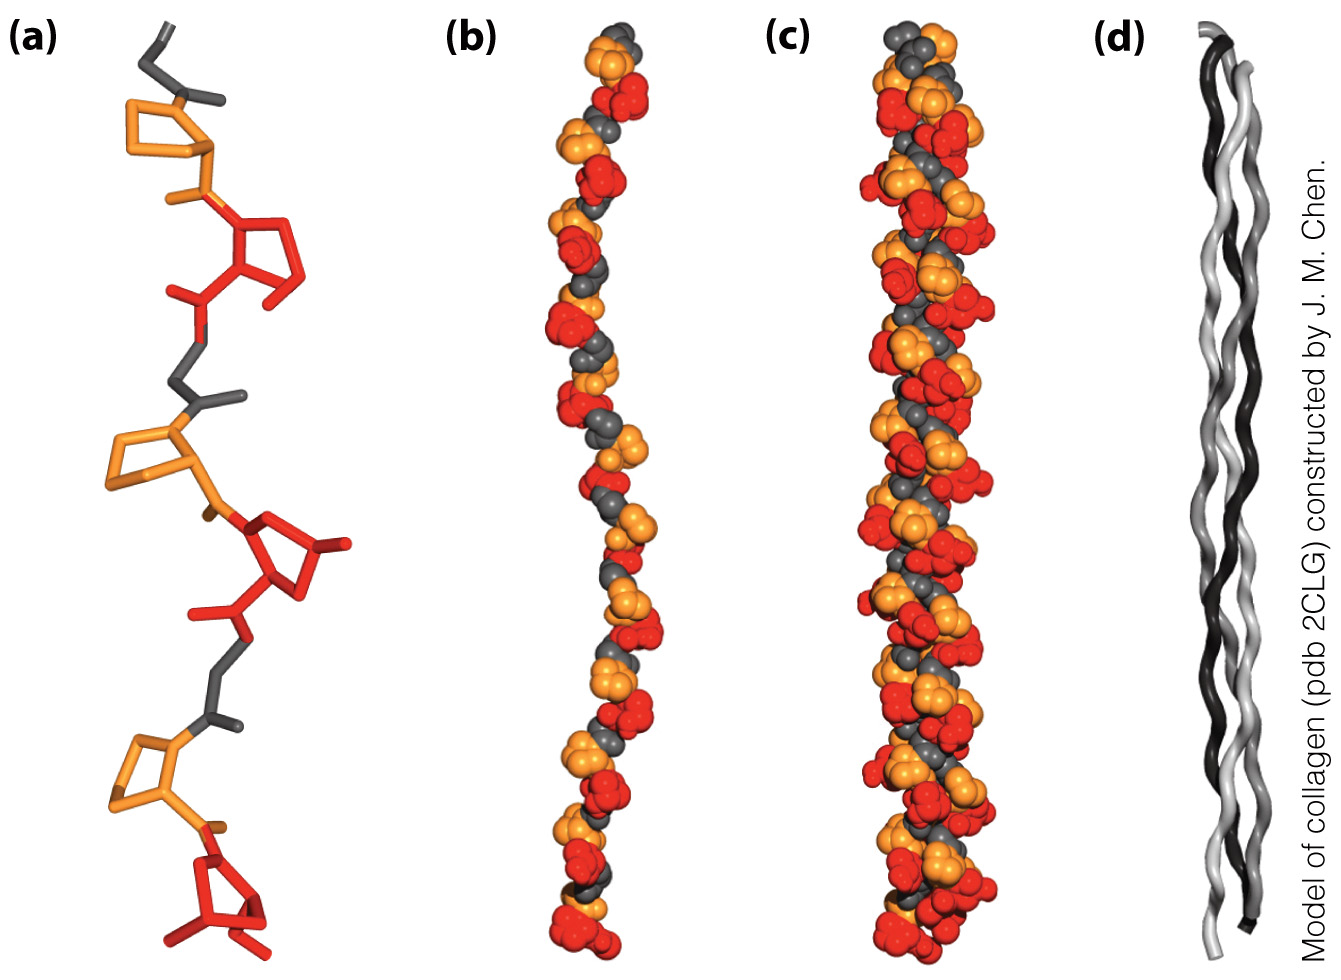 (a)
(b)
(c)
(d)
Model of collagen (pdb 2CLG) constructed by J. M. Chen.